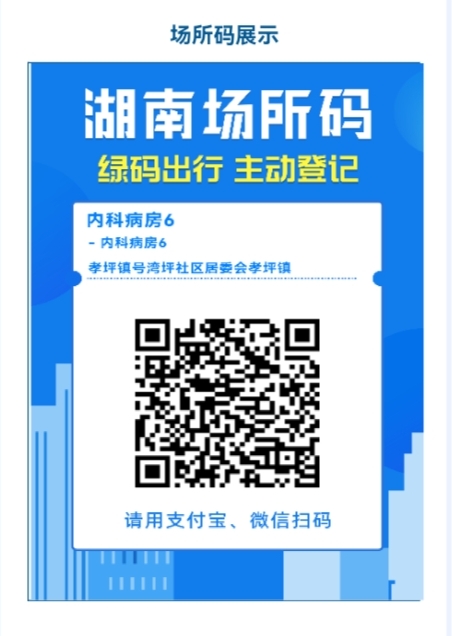 场所码展示
湖南场所码
绿码出行 主动登记
内科病房6
- 内科病房6
孝坪镇号湾坪社区居委会孝坪镇
请用支付宝、微信扫码